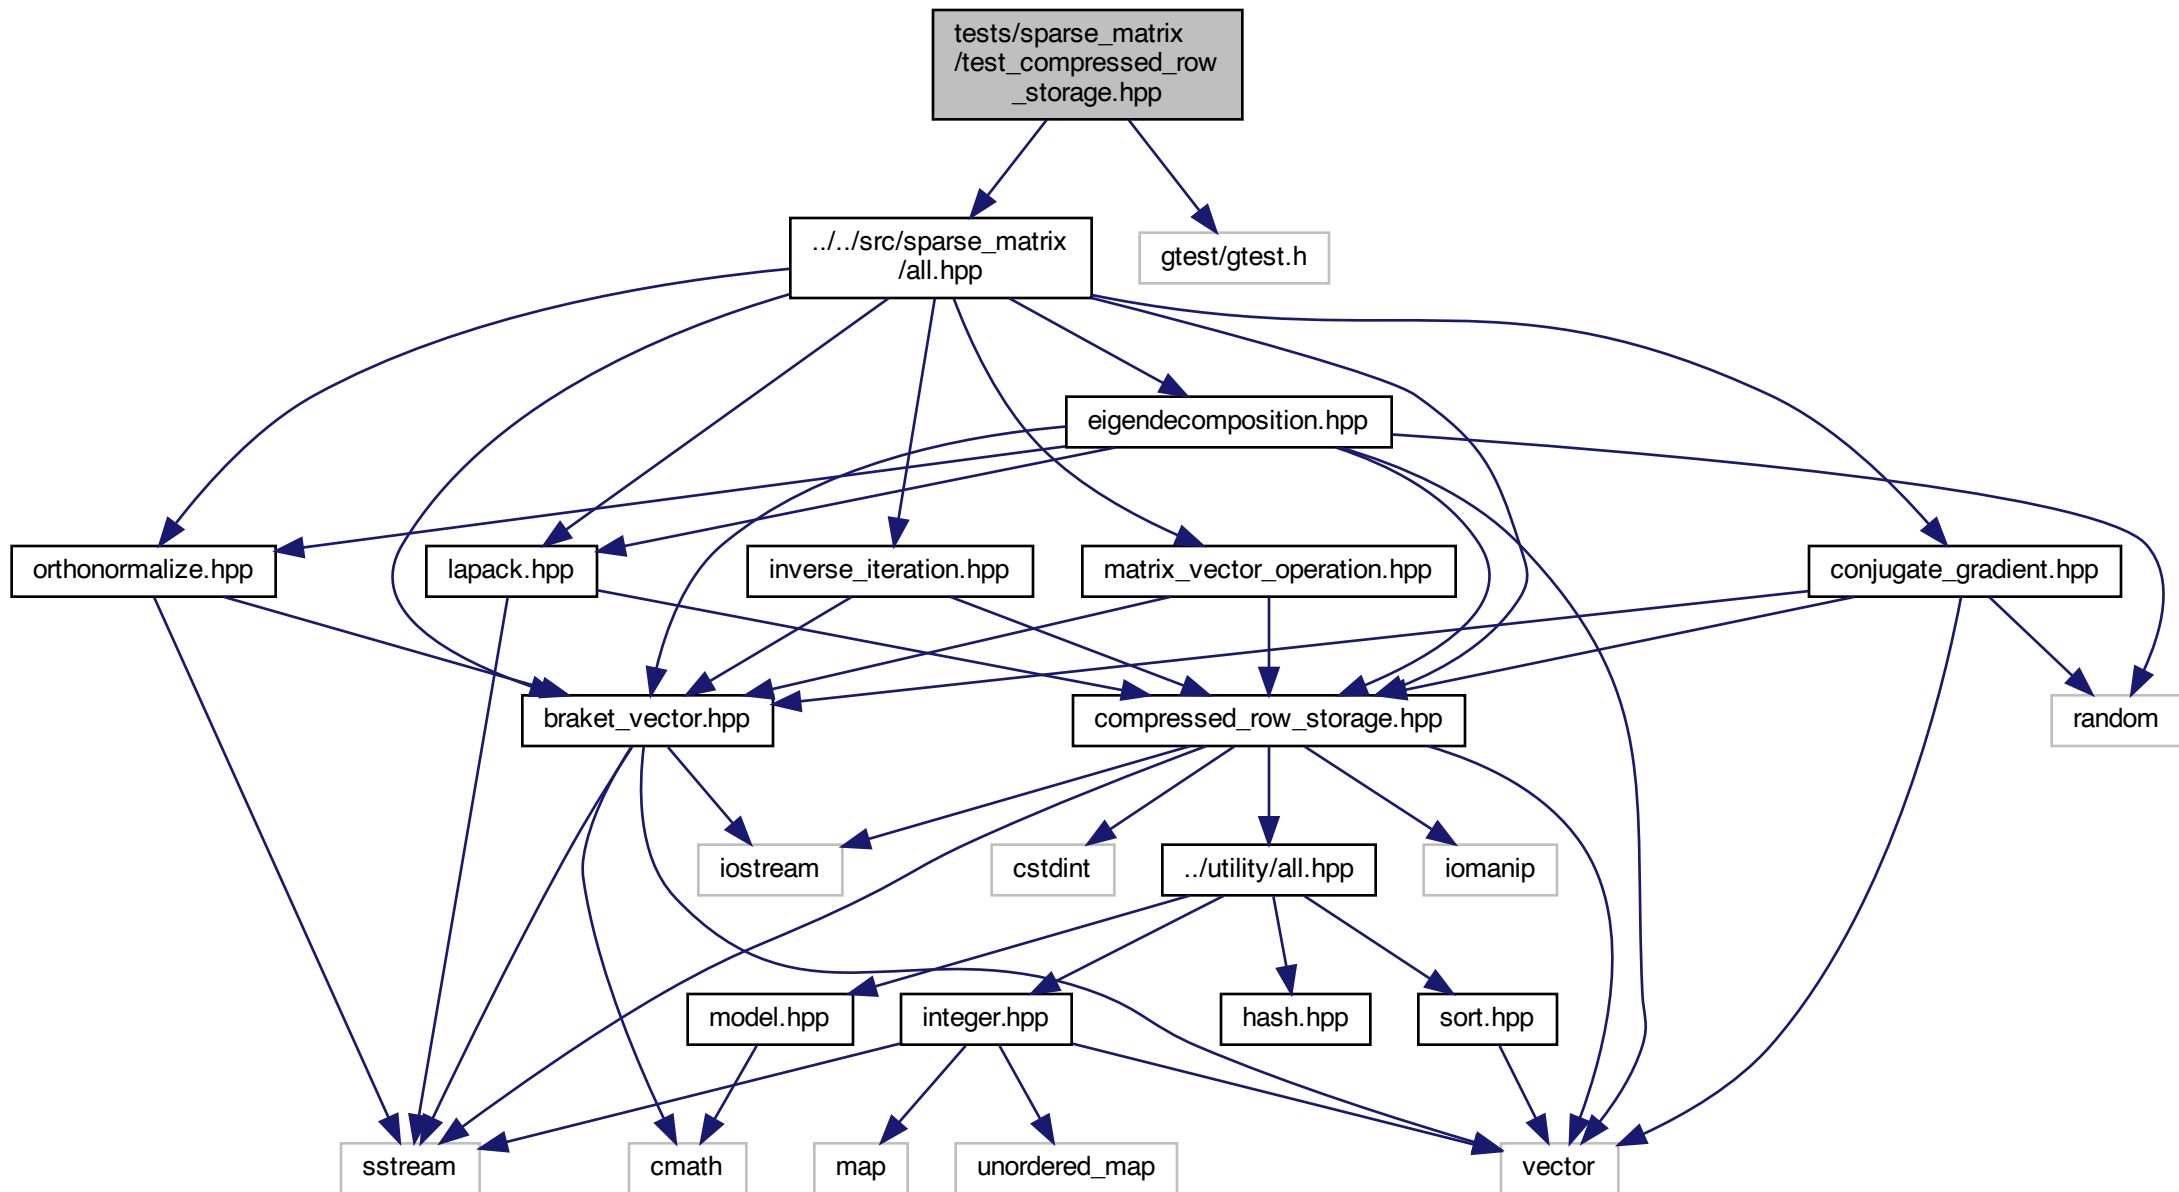 tests/sparse_matrix
/test_compressed_row
_storage.hpp
../../src/sparse_matrix
/all.hpp
gtest/gtest.h
eigendecomposition.hpp
orthonormalize.hpp
lapack.hpp
inverse_iteration.hpp
matrix_vector_operation.hpp
conjugate_gradient.hpp
braket_vector.hpp
compressed_row_storage.hpp
random
iostream
cstdint
../utility/all.hpp
iomanip
model.hpp
integer.hpp
hash.hpp
sort.hpp
sstream
cmath
map
unordered_map
vector